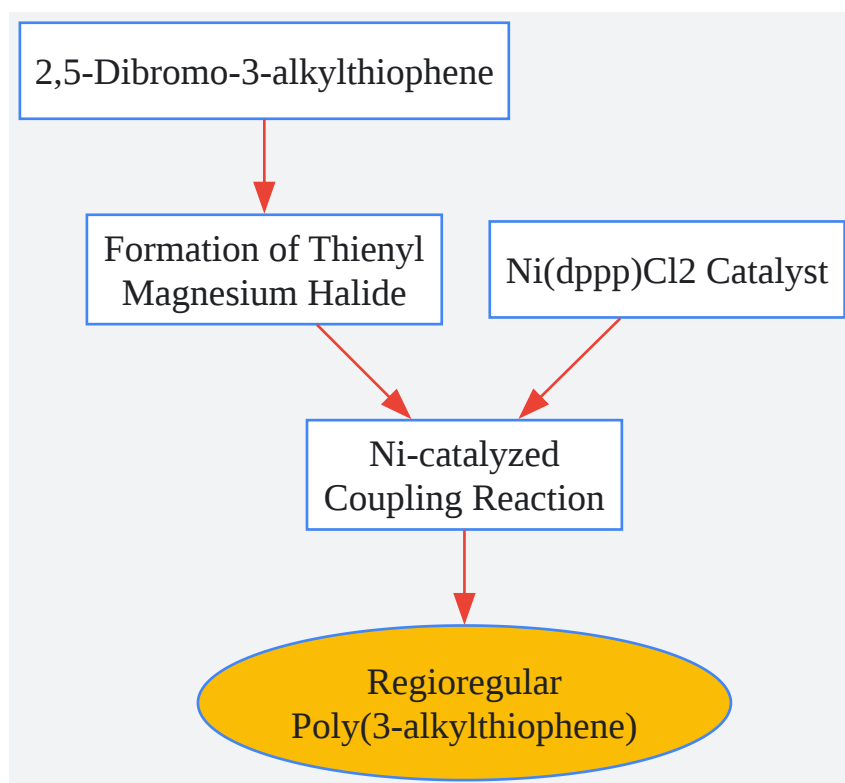 2,5-Dibromo-3-alkylthiophene
Formation of Thienyl
Magnesium Halide
Ni(dppp)Cl2 Catalyst
Ni-catalyzed
Coupling Reaction
Regioregular
Poly(3-alkylthiophene)